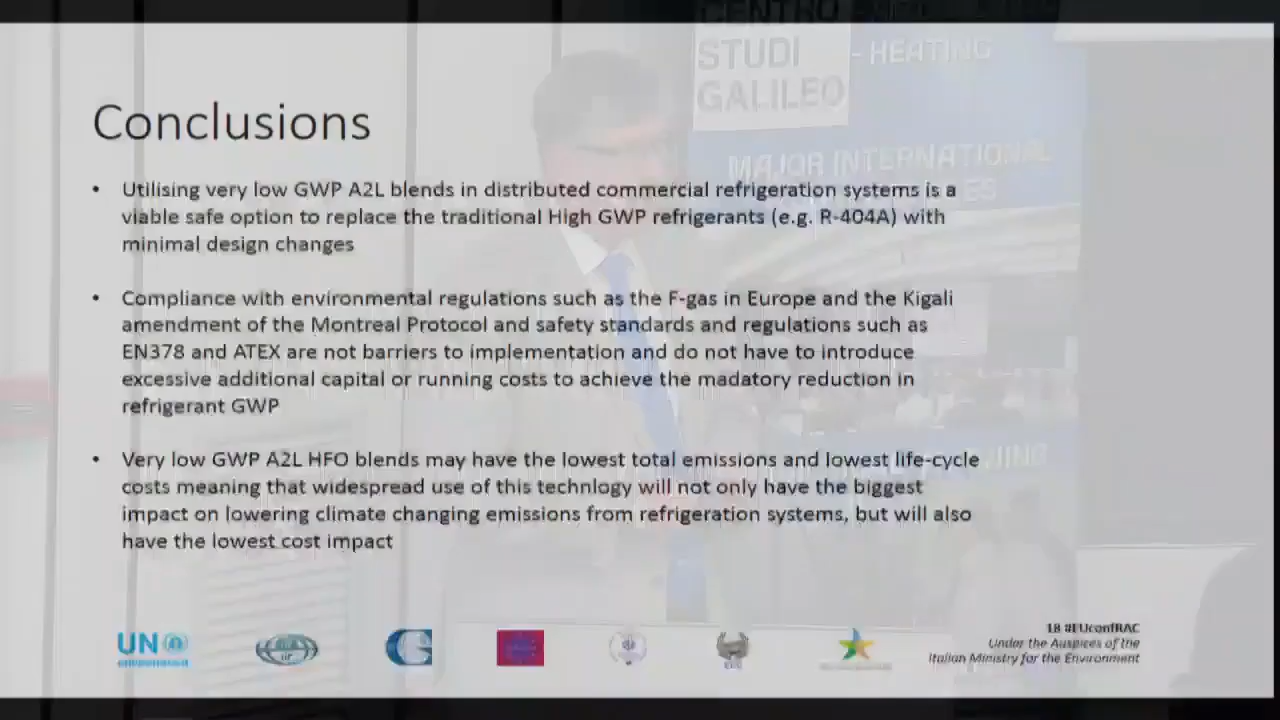 CENTRO
STUDI
GALILEO
- HEATING
MAJOR INTERNATIONAL
Conclusions
• Utilising very low GWP A2L blends in distributed commercial refrigeration systems is a
viable safe option to replace the traditional High GWP refrigerants (e.g. R-404A) with
minimal design changes
• Compliance with environmental regulations such as the F-gas in Europe and the Kigali
amendment of the Montreal Protocol and safety standards and regulations such as
EN378 and ATEX are not barriers to implementation and do not have to introduce
excessive additional capital or running costs to achieve the madatory reduction in
refrigerant GWP
• Very low GWP A2L HFO blends may have the lowest total emissions and lowest life-cycle
costs meaning that widespread use of this technlogy will not only have the biggest
impact on lowering climate changing emissions from refrigeration systems, but will also
have the lowest cost impact
UN
environment
18 #EUconfRAC
Under the Auspices of the
Italian Ministry for the Environment